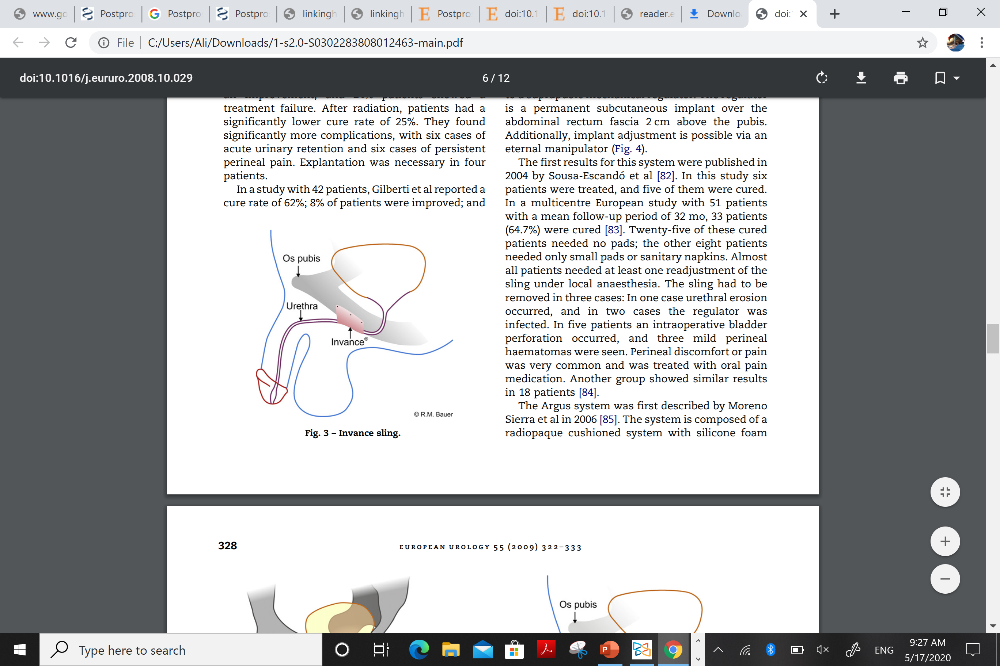 www.go
Postpro
Postpro
Postpro
linkingh
linkingh
Postpro
doi:10.1
doi:10.1
reader.e
Downlo
doi:
File
C:/Users/Ali/Downloads/1-s2.0-S0302283808012463-main.pdf
doi:10.1016/j.eururo.2008.10.029
6 / 12
treatment failure. After radiation, patients had a
significantly lower cure rate of 25%. They found
significantly more complications, with six cases of
acute urinary retention and six cases of persistent
perineal pain. Explantation was necessary in four
patients.
In a study with 42 patients, Gilberti et al reported a
cure rate of 62%; 8% of patients were improved; and
Os pubis
Urethra
Invance®
© R.M. Bauer
Fig. 3 – Invance sling.
is a permanent subcutaneous implant over the
abdominal rectum fascia 2 cm above the pubis.
Additionally, implant adjustment is possible via an
eternal manipulator (Fig. 4).
The first results for this system were published in
2004 by Sousa-Escandó et al [82]. In this study six
patients were treated, and five of them were cured.
In a multicentre European study with 51 patients
with a mean follow-up period of 32 mo, 33 patients
(64.7%) were cured [83]. Twenty-five of these cured
patients needed no pads; the other eight patients
needed only small pads or sanitary napkins. Almost
all patients needed at least one readjustment of the
sling under local anaesthesia. The sling had to be
removed in three cases: In one case urethral erosion
occurred, and in two cases the regulator was
infected. In five patients an intraoperative bladder
perforation occurred, and three mild perineal
haematomas were seen. Perineal discomfort or pain
was very common and was treated with oral pain
medication. Another group showed similar results
in 18 patients [84].
The Argus system was first described by Moreno
Sierra et al in 2006 [85]. The system is composed of a
radiopaque cushioned system with silicone foam
328
EUROPEAN UROLOGY 55 (2009) 322–333
Os pubis
Type here to search
ENG
9:27 AM
5/17/2020